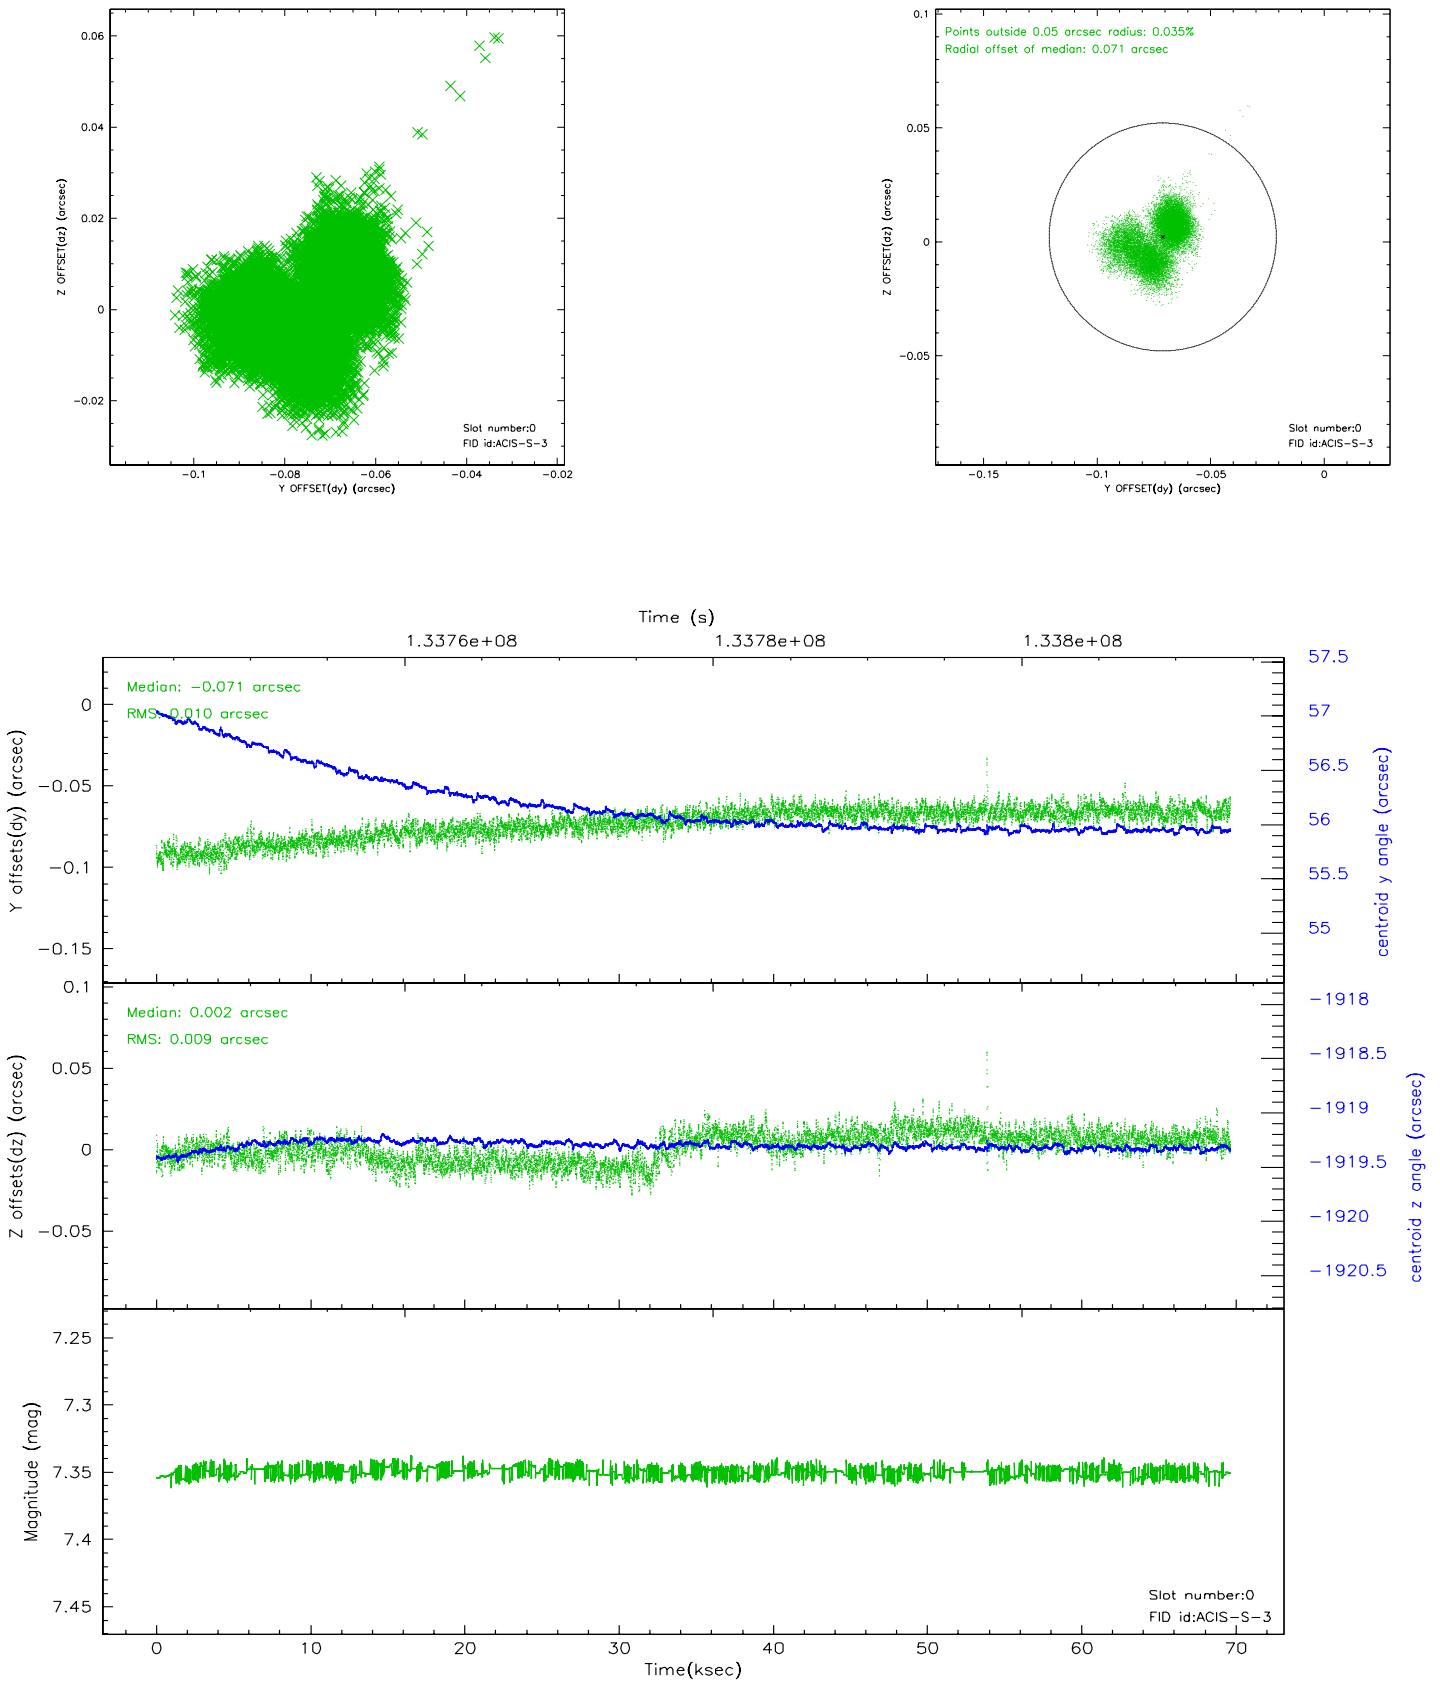 0.06
0.04
0.02
0
-0.02
Z OFFSET(dz) (arcsec)
Slot number:0
FID id:ACIS-S-3
-0.1
-0.08
-0.06
-0.04
-0.02
Y OFFSET(dy) (arcsec)
0.1
0.05
0
-0.05
Z OFFSET(dz) (arcsec)
Points outside 0.05 arcsec radius: 0.035%
Radial offset of median: 0.071 arcsec
Slot number:0
FID id:ACIS-S-3
-0.15
-0.1
-0.05
0
Y OFFSET(dy) (arcsec)
Time (s)
1.3376e+08
1.3378e+08
1.338e+08
Median: -0.071 arcsec
RMS: 0.010 arcsec
0
-0.05
-0.1
-0.15
Y offsets(dy) (arcsec)
57.5
57
56.5
56
55.5
55
centroid y angle (arcsec)
Median: 0.002 arcsec
RMS: 0.009 arcsec
0.1
0.05
0
-0.05
Z offsets(dz) (arcsec)
-1918
-1918.5
-1919
-1919.5
-1920
-1920.5
centroid z angle (arcsec)
7.25
7.3
7.35
7.4
7.45
Magnitude (mag)
Slot number:0
FID id:ACIS-S-3
0
10
20
30
40
50
60
70
Time(ksec)